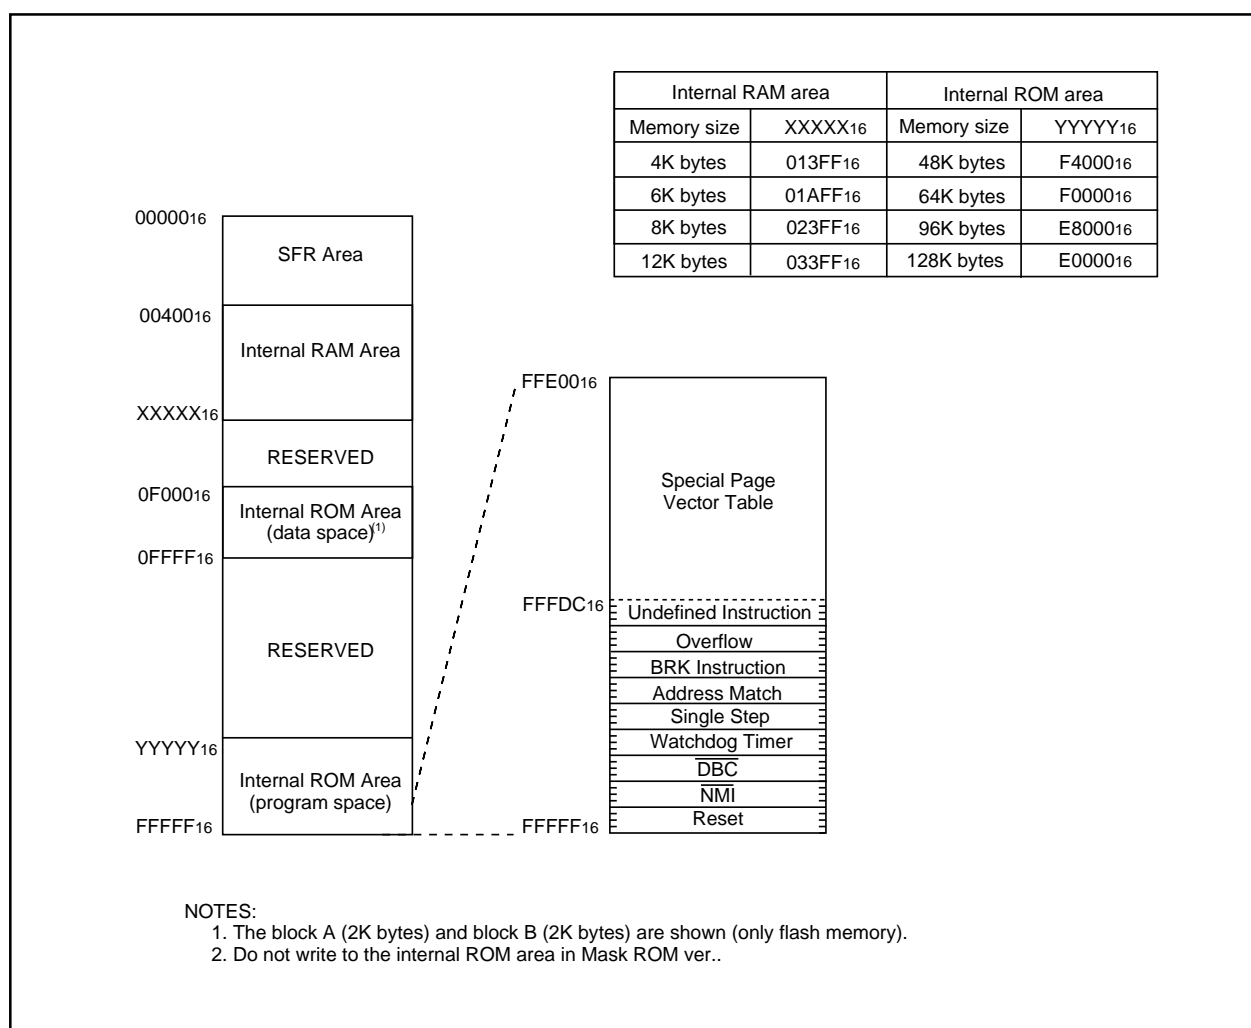 Internal RAM area Internal ROM area
Memory size XXXXX16 Memory size YYYYY16
4K bytes 013FF16 48K bytes F400016
6K bytes 01AFF16 64K bytes F000016
8K bytes 023FF16 96K bytes E800016
12K bytes 033FF16 128K bytes E000016
0000016
SFR Area
0040016
Internal RAM Area
XXXXX16
RESERVED
0F00016
Internal ROM Area
(data space)(1)
0FFFF16
RESERVED
YYYYY16
Internal ROM Area
(program space)
FFFFF16
FFE0016
Special Page
Vector Table
FFFDC16
Undefined Instruction
Overflow
BRK Instruction
Address Match
Single Step
Watchdog Timer
DBC
NMI
Reset
FFFFF16
NOTES:
1. The block A (2K bytes) and block B (2K bytes) are shown (only flash memory).
2. Do not write to the internal ROM area in Mask ROM ver..